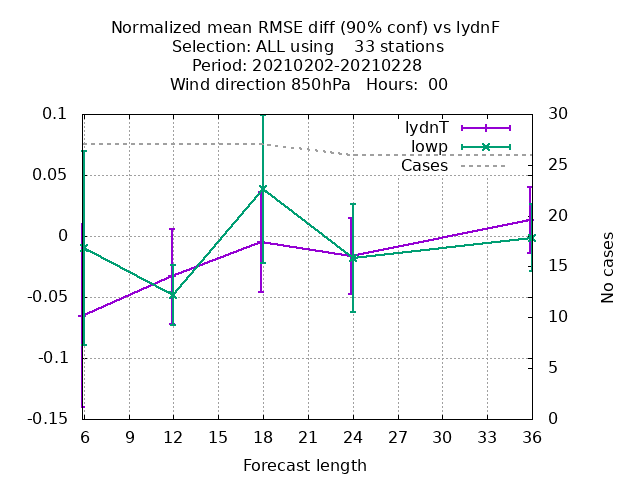 Normalized mean RMSE diff (90% conf) vs lydnF
Selection: ALL using    33 stations
Period: 20210202-20210228
Wind direction 850hPa   Hours:  00
0.1
0.05
0
-0.05
-0.1
-0.15
30
25
20
15
10
5
0
lydnT
lowp
Cases
No cases
6 9 12 15 18 21 24 27 30 33 36
Forecast length